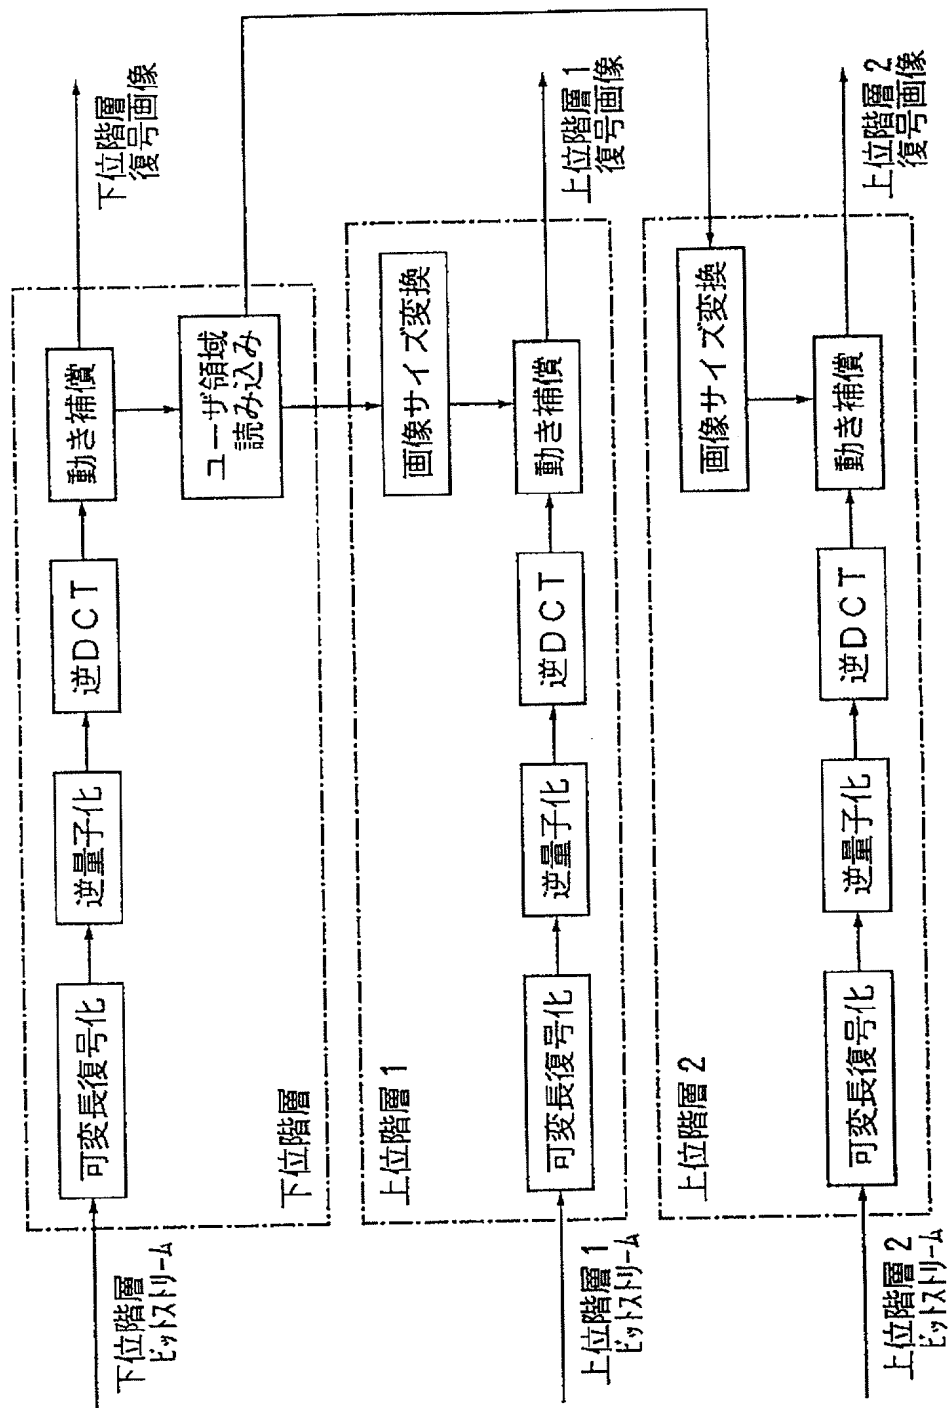 下位階層
ビットストリーム
可変長復号化
逆量子化
逆DCT
動き補償
下位階層
復号画像
ユーザ領域
読み込み
下位階層
上位階層1
画像サイズ変換
上位階層1
ビットストリーム
可変長復号化
逆量子化
逆DCT
動き補償
上位階層1
復号画像
上位階層2
画像サイズ変換
上位階層2
ビットストリーム
可変長復号化
逆量子化
逆DCT
動き補償
上位階層2
復号画像